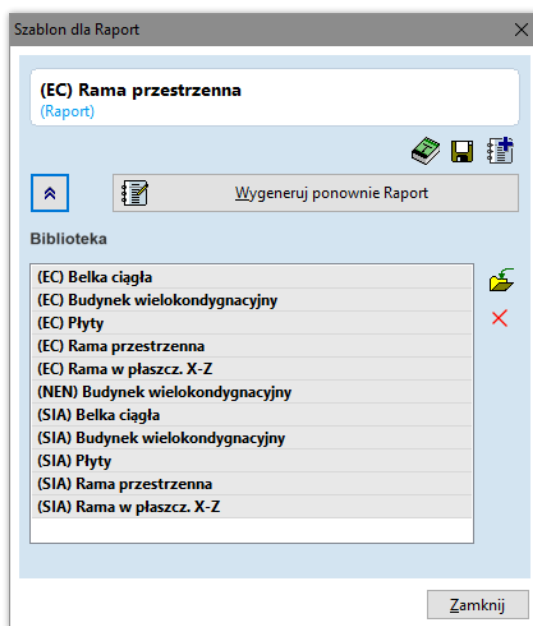 Szablon dla Raport
(EC) Rama przestrzenna
(Raport)
Wygeneruj ponownie Raport
Biblioteka
(EC) Belka ciągła
(EC) Budynek wielokondygnacyjny
(EC) Płyty
(EC) Rama przestrzenna
(EC) Rama w płaszcz. X-Z
(NEN) Budynek wielokondygnacyjny
(SIA) Belka ciągła
(SIA) Budynek wielokondygnacyjny
(SIA) Płyty
(SIA) Rama przestrzenna
(SIA) Rama w płaszcz. X-Z
Zamknij